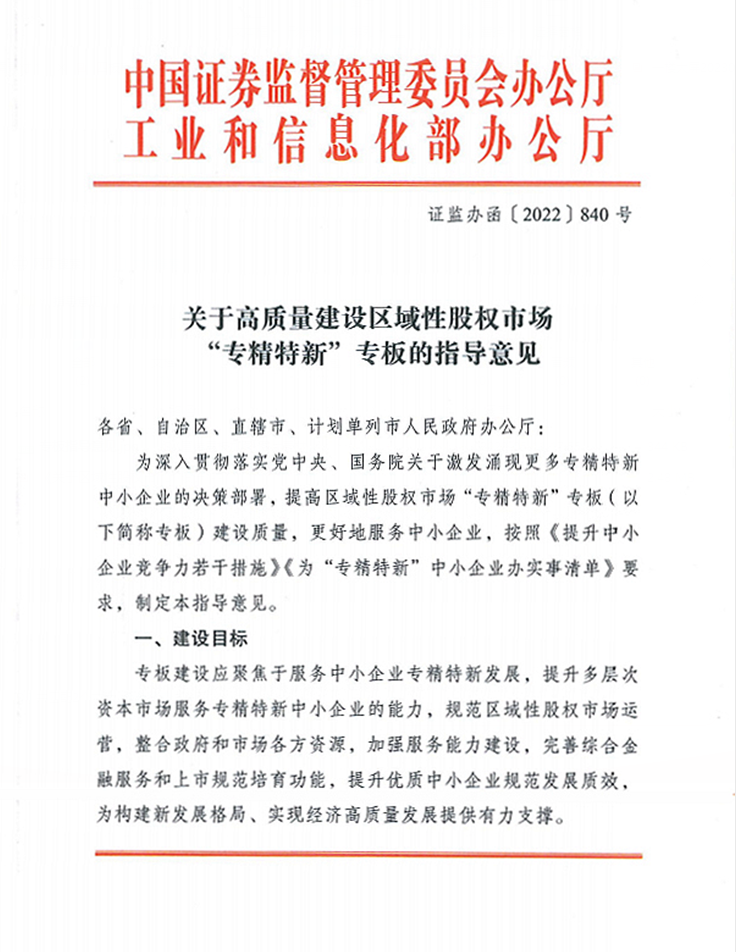 中国证券监督管理委员会办公厅
工业和信息化部办公厅
证监办函〔2022〕840 号
关于高质量建设区域性股权市场
“专精特新”专板的指导意见
各省、自治区、直辖市、计划单列市人民政府办公厅：
为深入贯彻落实党中央、国务院关于激发涌现更多专精特新
中小企业的决策部署，提高区域性股权市场“专精特新”专板（以
下简称专板）建设质量，更好地服务中小企业，按照《提升中小
企业竞争力若干措施》《为“专精特新”中小企业办实事清单》要
求，制定本指导意见。
一、建设目标
专板建设应聚焦于服务中小企业专精特新发展，提升多层次
资本市场服务专精特新中小企业的能力，规范区域性股权市场运
营，整合政府和市场各方资源，加强服务能力建设，完善综合金
融服务和上市规范培育功能，提升优质中小企业规范发展质效，
为构建新发展格局、实现经济高质量发展提供有力支撑。